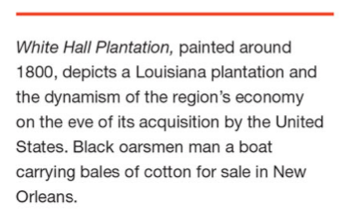 White Hall Plantation, painted around
1800, depicts a Louisiana plantation and
the dynamism of the region's economy
on the eve of its acquisition by the United
States. Black oarsmen man a boat
carrying bales of cotton for sale in New
Orleans.